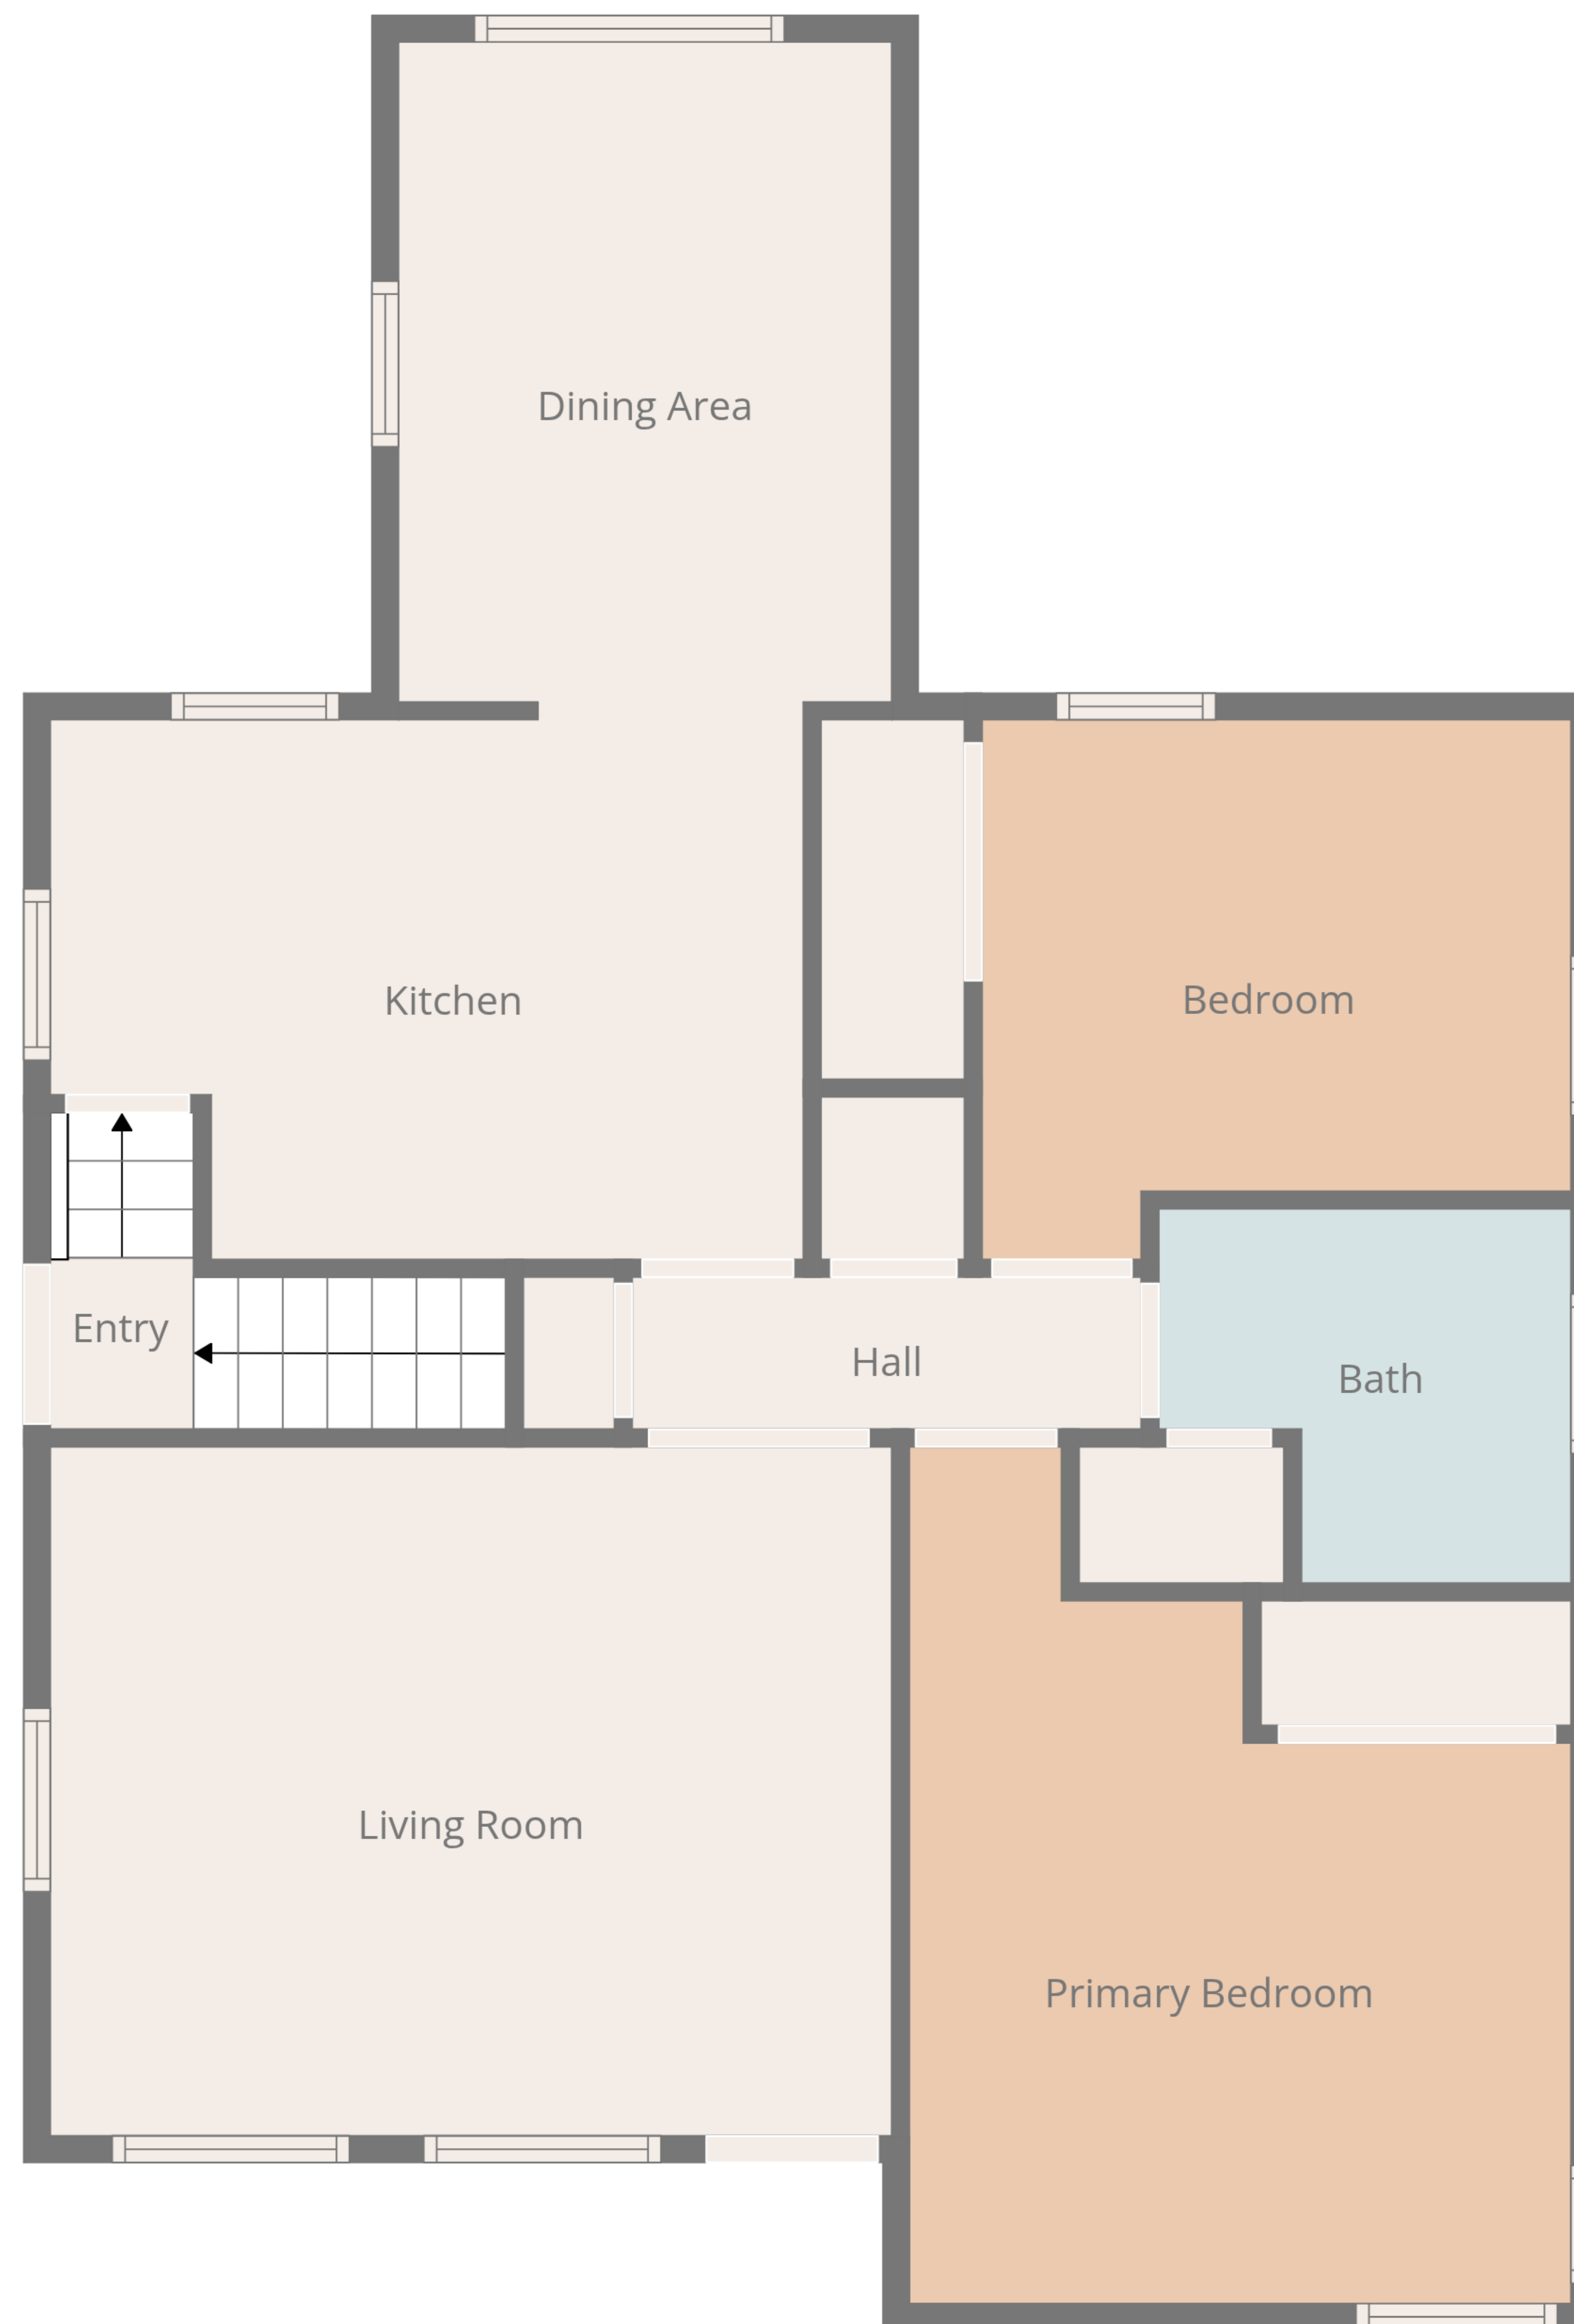 Dining Area
Kitchen
Bedroom
Entry
Hall
Bath
Living Room
Primary Bedroom